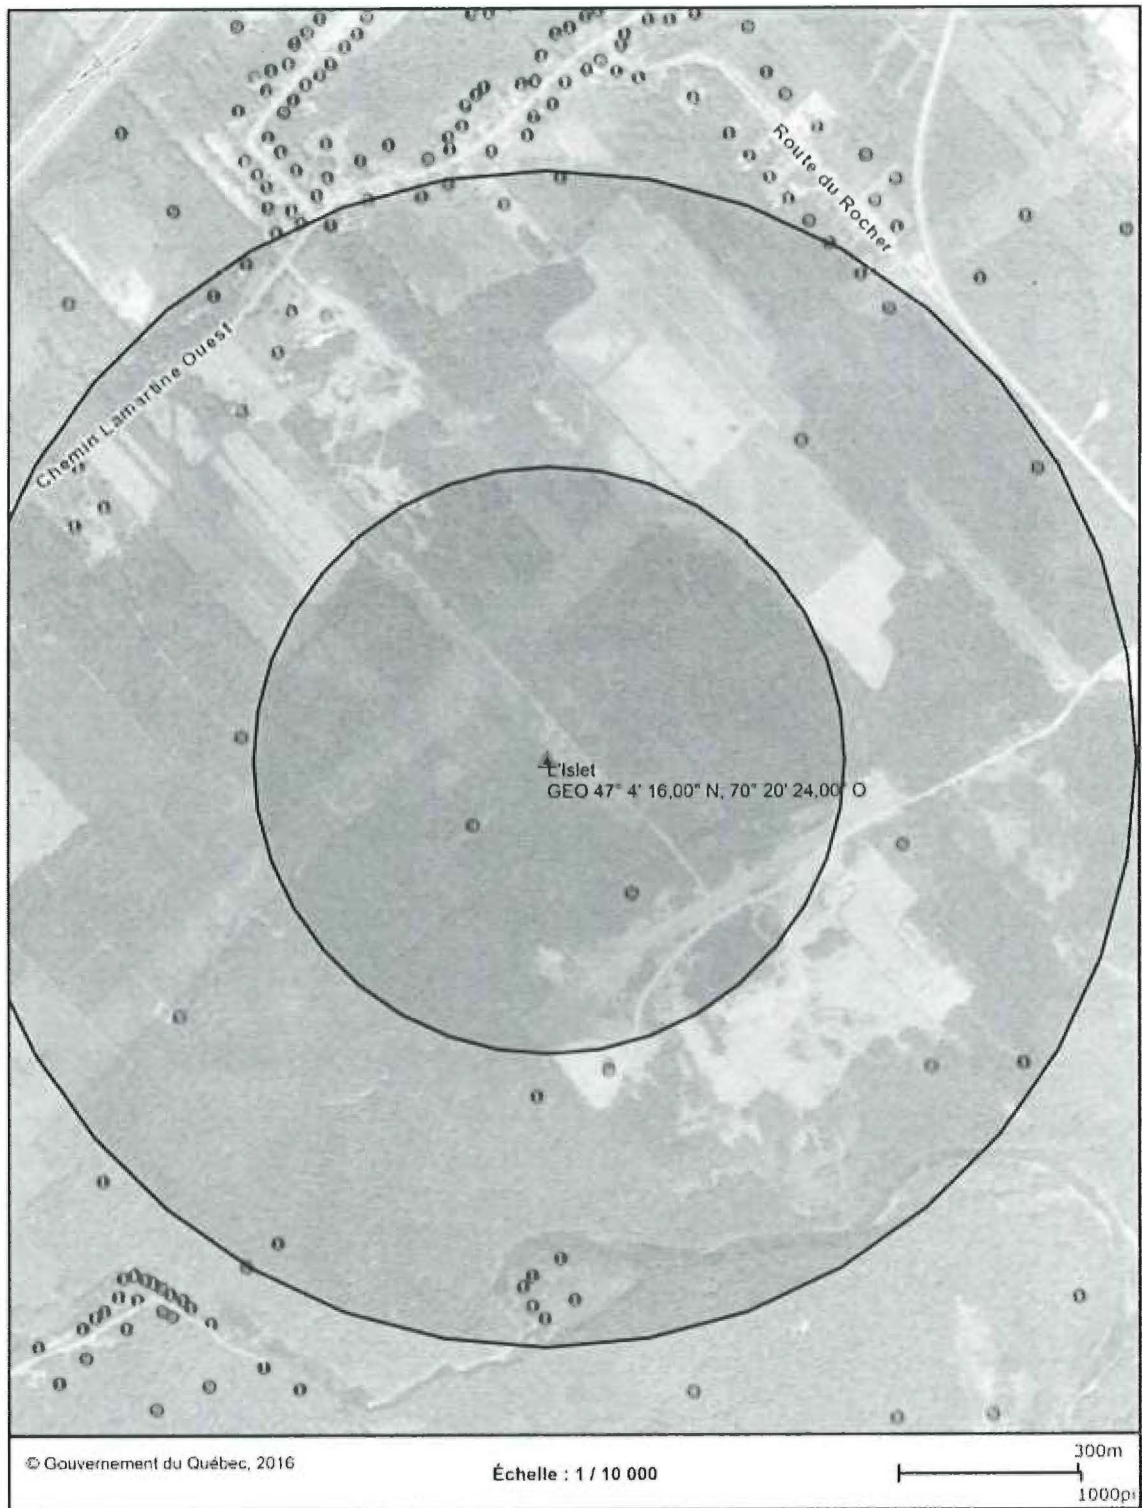 Route du Rocher
Chemin Lamartine Ouest
L'Islet
GEO 47° 4' 16,00" N, 70° 20' 24,00" O
© Gouvernement du Québec, 2016
Échelle : 1 / 10 000
300m
1000pi